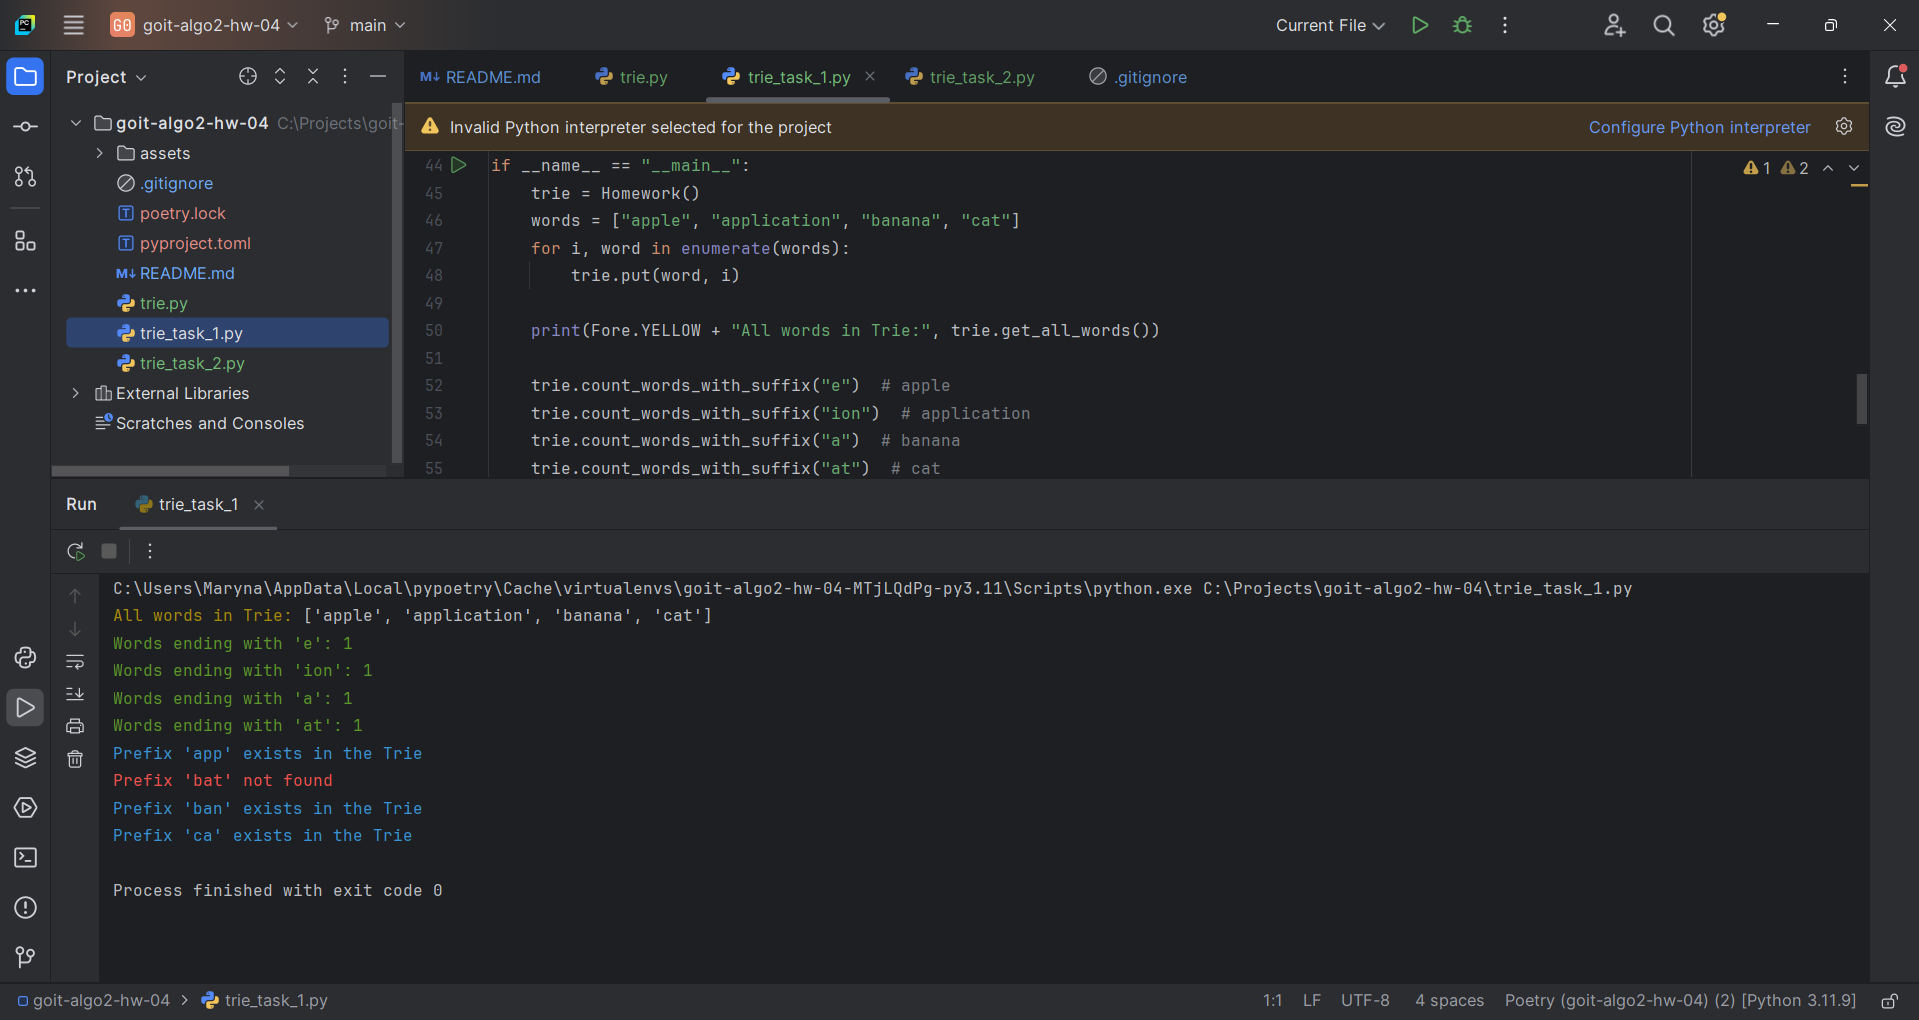 PC
GO goit-algo2-hw-04 main Current File
Project
README.md trie.py trie_task_1.py trie_task_2.py .gitignore
goit-algo2-hw-04 C:\Projects\goit-
assets
.gitignore
poetry.lock
pyproject.toml
README.md
trie.py
trie_task_1.py
trie_task_2.py
External Libraries
Scratches and Consoles
Invalid Python interpreter selected for the project Configure Python interpreter
1 2
44 if __name__ == "__main__":
45 trie = Homework()
46 words = ["apple", "application", "banana", "cat"]
47 for i, word in enumerate(words):
48 trie.put(word, i)
49
50 print(Fore.YELLOW + "All words in Trie:", trie.get_all_words())
51
52 trie.count_words_with_suffix("e") # apple
53 trie.count_words_with_suffix("ion") # application
54 trie.count_words_with_suffix("a") # banana
55 trie.count_words_with_suffix("at") # cat
Run trie_task_1
C:\Users\Maryna\AppData\Local\pypoetry\Cache\virtualenvs\goit-algo2-hw-04-MTjLQdPg-py3.11\Scripts\python.exe C:\Projects\goit-algo2-hw-04\trie_task_1.py
All words in Trie: ['apple', 'application', 'banana', 'cat']
Words ending with 'e': 1
Words ending with 'ion': 1
Words ending with 'a': 1
Words ending with 'at': 1
Prefix 'app' exists in the Trie
Prefix 'bat' not found
Prefix 'ban' exists in the Trie
Prefix 'ca' exists in the Trie
Process finished with exit code 0
goit-algo2-hw-04 > trie_task_1.py 1:1 LF UTF-8 4 spaces Poetry (goit-algo2-hw-04) (2) [Python 3.11.9]